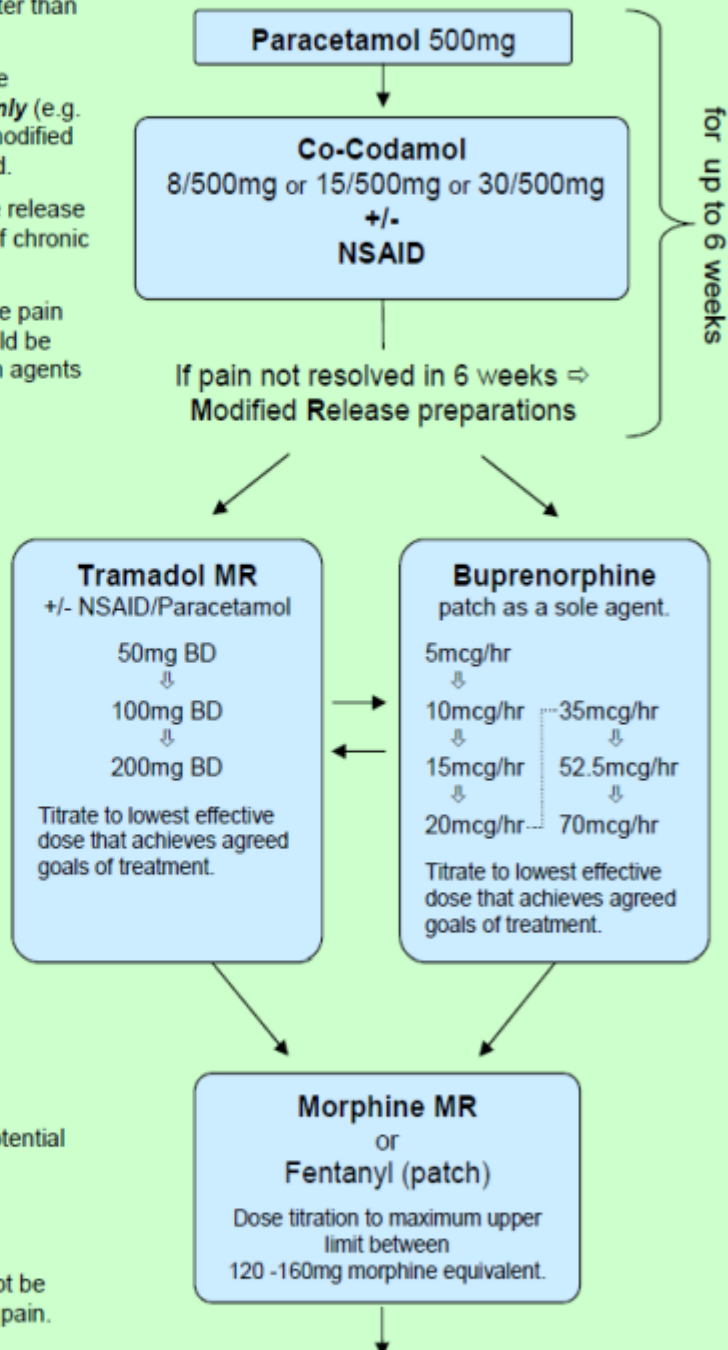 ter than
e
nly (e.g.
nodified
d.
e release
f chronic
e pain
ld be
n agents
Paracetamol 500mg
Co-Codamol
8/500mg or 15/500mg or 30/500mg
+/-
NSAID
for up to 6 weeks
If pain not resolved in 6 weeks ⇨
Modified Release preparations
Tramadol MR
+/- NSAID/Paracetamol
50mg BD
⇩
100mg BD
⇩
200mg BD
Titrate to lowest effective
dose that achieves agreed
goals of treatment.
Buprenorphine
patch as a sole agent.
5mcg/hr
⇩
10mcg/hr
⇩
15mcg/hr
⇩
20mcg/hr
35mcg/hr
⇩
52.5mcg/hr
⇩
70mcg/hr
Titrate to lowest effective
dose that achieves agreed
goals of treatment.
otential
ot be
pain.
Morphine MR
or
Fentanyl (patch)
Dose titration to maximum upper
limit between
120 -160mg morphine equivalent.